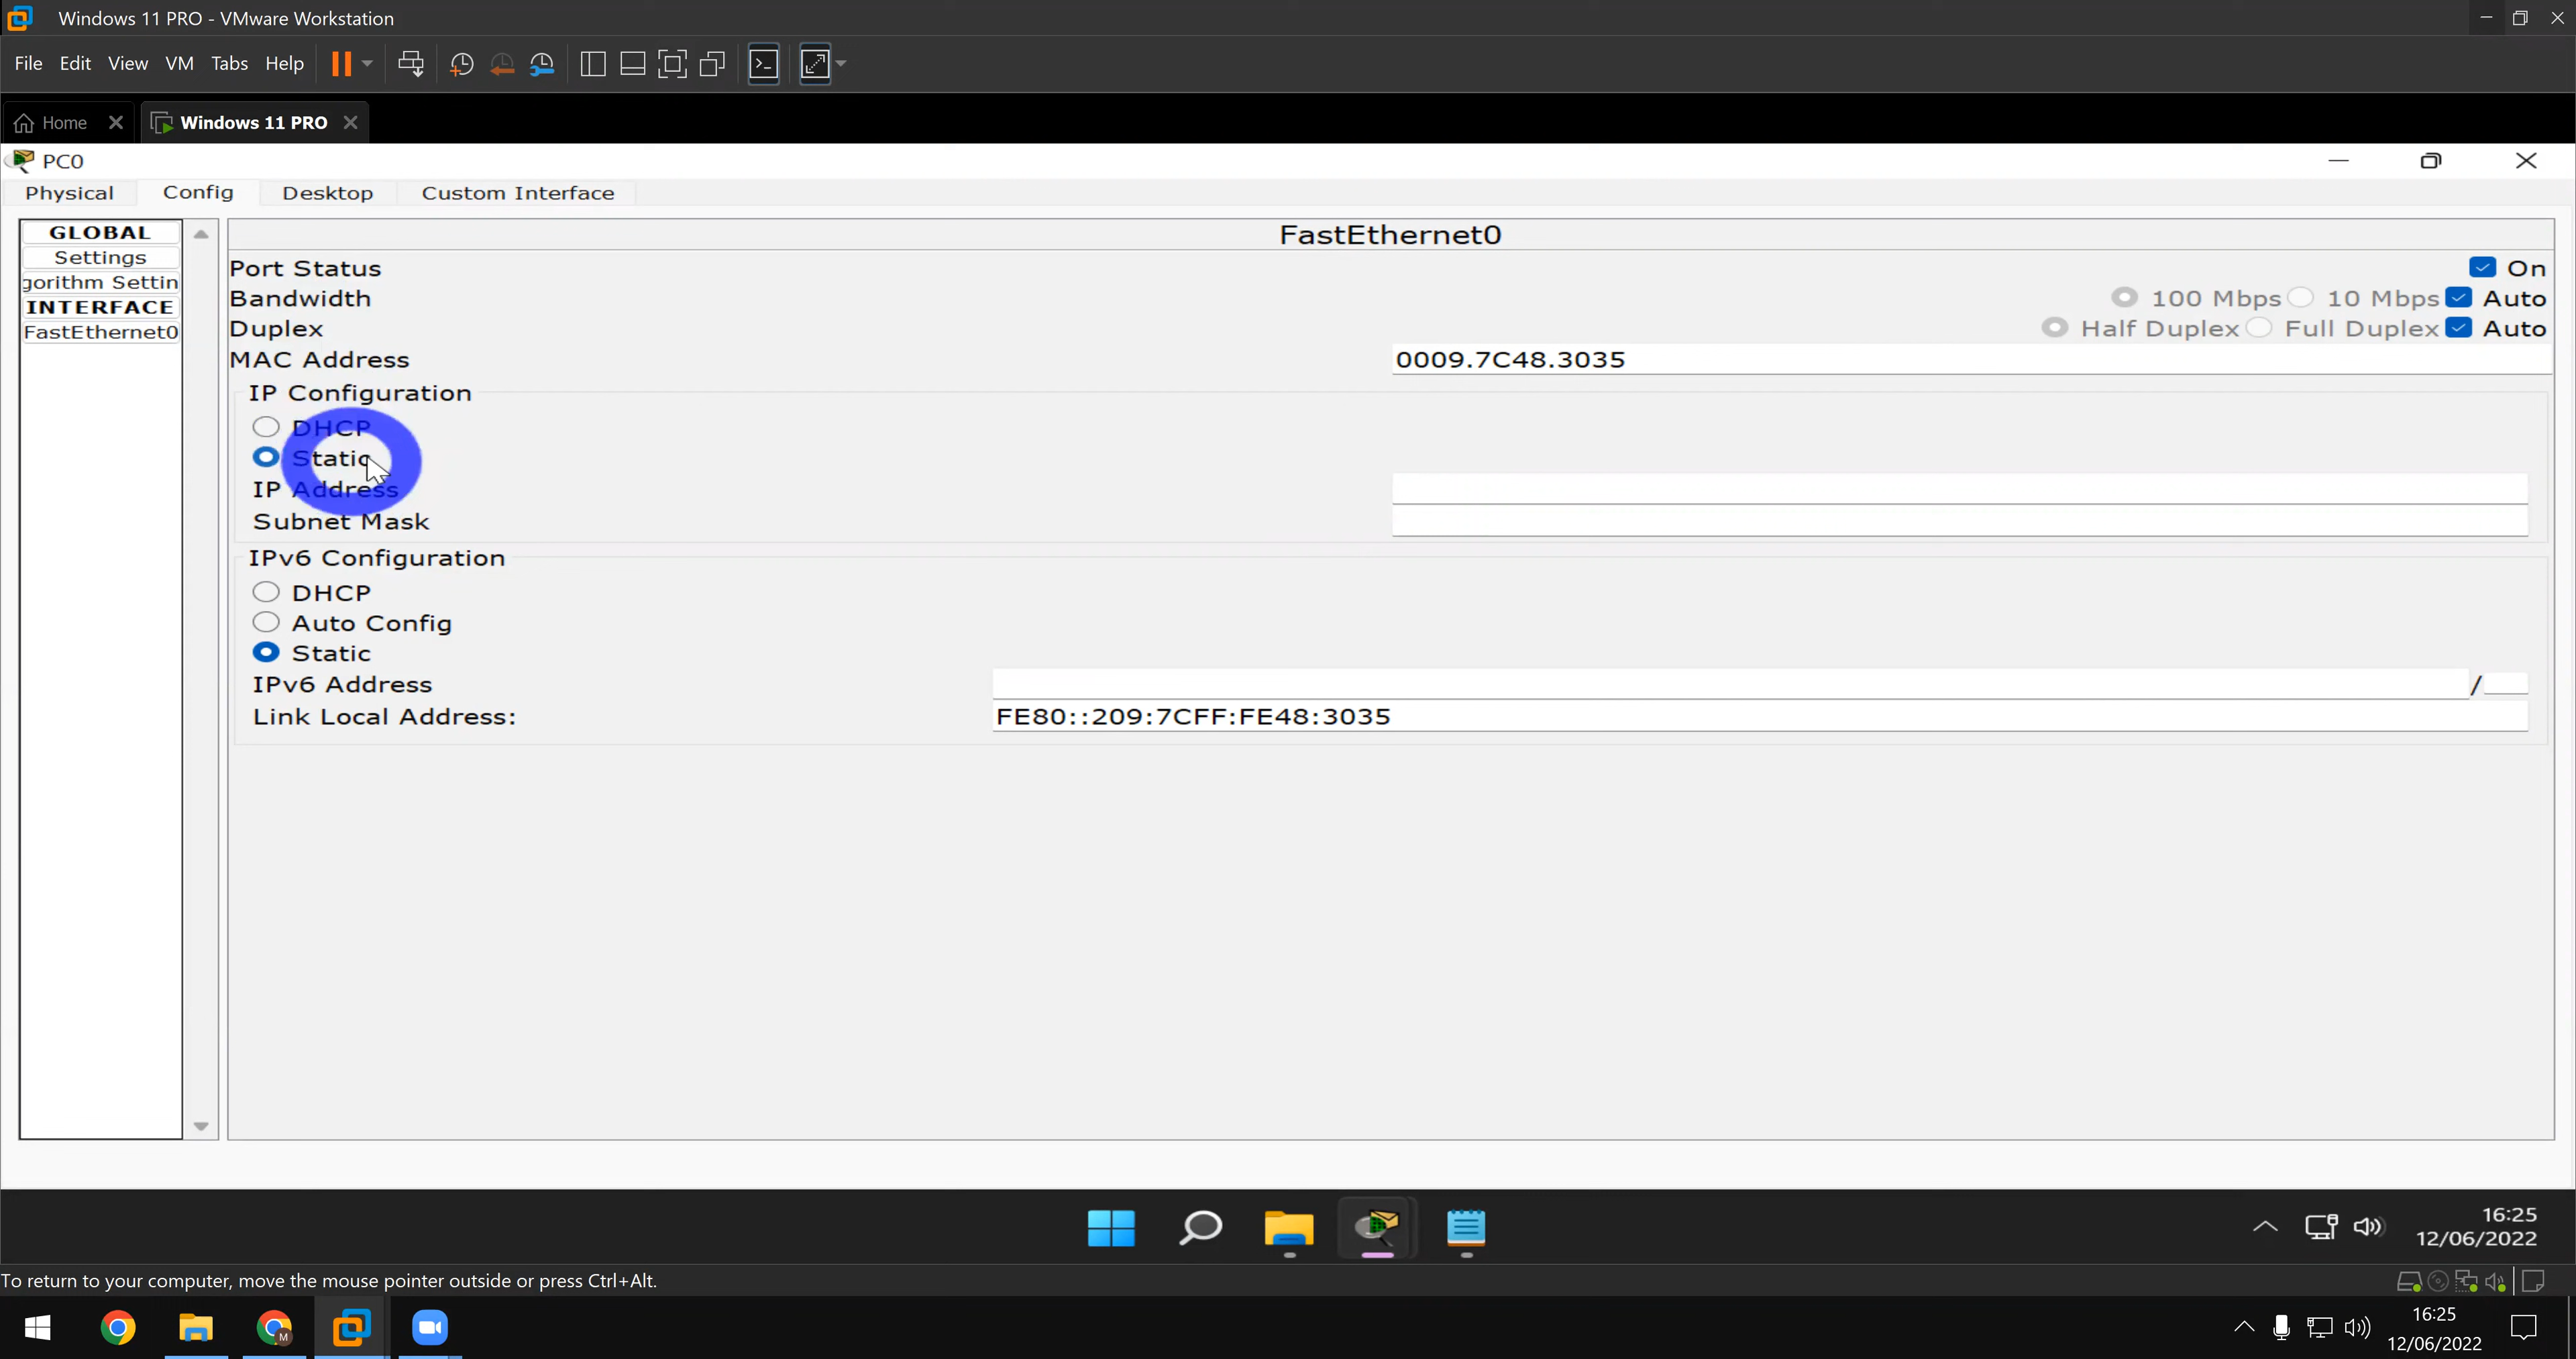 Windows 11 PRO - VMware Workstation
File Edit View VM Tabs Help
Home Windows 11 PRO
PC0
Physical Config Desktop Custom Interface
GLOBAL
Settings
gorithm Settin
INTERFACE
FastEthernet0
FastEthernet0
Port Status On
Bandwidth 100 Mbps 10 Mbps Auto
Duplex Half Duplex Full Duplex Auto
MAC Address 0009.7C48.3035
IP Configuration
DHCP
Static
IP Address
Subnet Mask
IPv6 Configuration
DHCP
Auto Config
Static
IPv6 Address /
Link Local Address: FE80::209:7CFF:FE48:3035
16:25
12/06/2022
To return to your computer, move the mouse pointer outside or press Ctrl+Alt.
M
16:25
12/06/2022